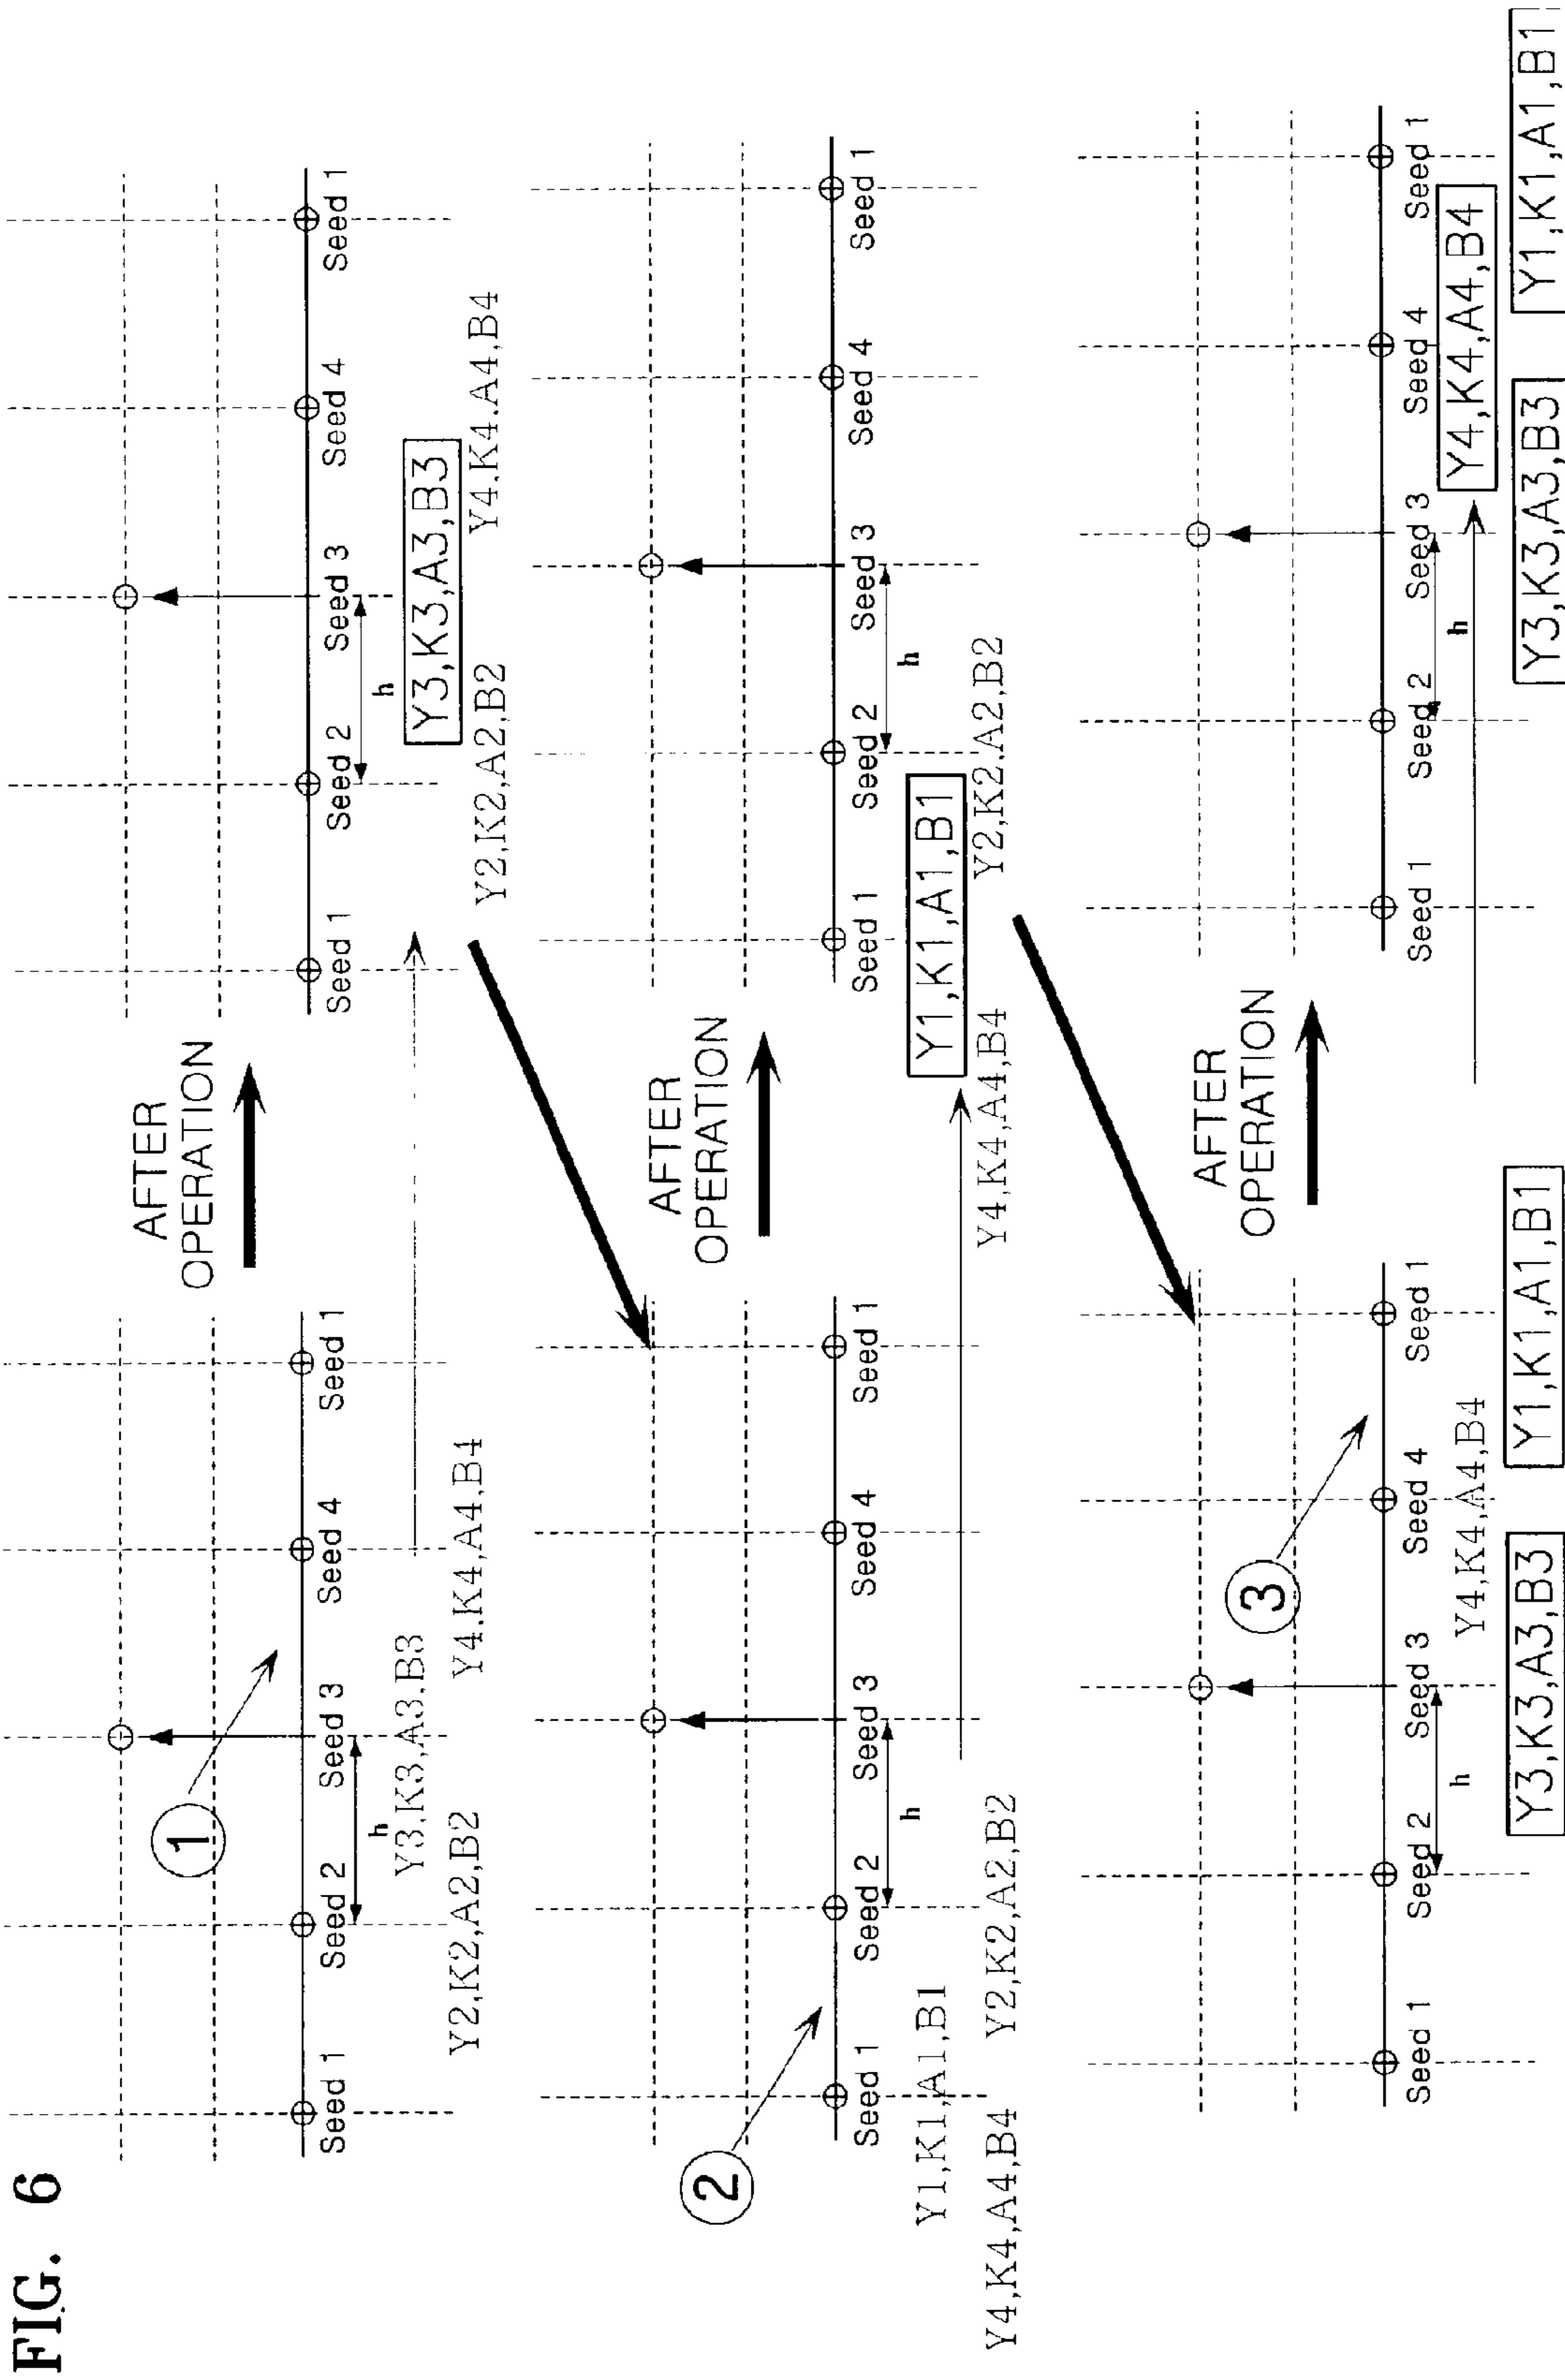 FIG. 6
1
Seed 1 Seed 2 Seed 3 Seed 4 Seed 1
h
Y3,K3,A3,B3
Y2,K2,A2,B2 Y4,K4,A4,B4
AFTER
OPERATION
Seed 1 Seed 2 Seed 3 Seed 4 Seed 1
h
Y3,K3,A3,B3
Y2,K2,A2,B2 Y4,K4,A4,B4
2
Seed 1 Seed 2 Seed 3 Seed 4 Seed 1
h
Y1,K1,A1,B1
Y4,K4,A4,B4 Y2,K2,A2,B2
AFTER
OPERATION
Seed 1 Seed 2 Seed 3 Seed 4 Seed 1
h
Y1,K1,A1,B1
Y4,K4,A4,B4 Y2,K2,A2,B2
3
Seed 1 Seed 2 Seed 3 Seed 4 Seed 1
h
Y4,K4,A4,B4
Y3,K3,A3,B3 Y1,K1,A1,B1
AFTER
OPERATION
Seed 1 Seed 2 Seed 3 Seed 4 Seed 1
h
Y4,K4,A4,B4
Y3,K3,A3,B3 Y1,K1,A1,B1